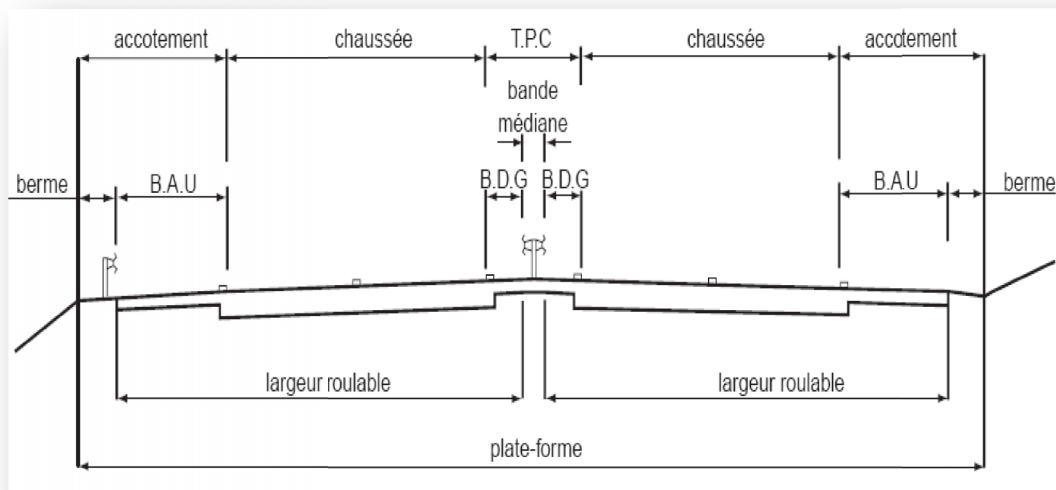 accotement chaussée T.P.C chaussée accotement
bande
médiane
berme B.A.U B.D.G B.D.G B.A.U berme
largeur roulable largeur roulable
plate-forme